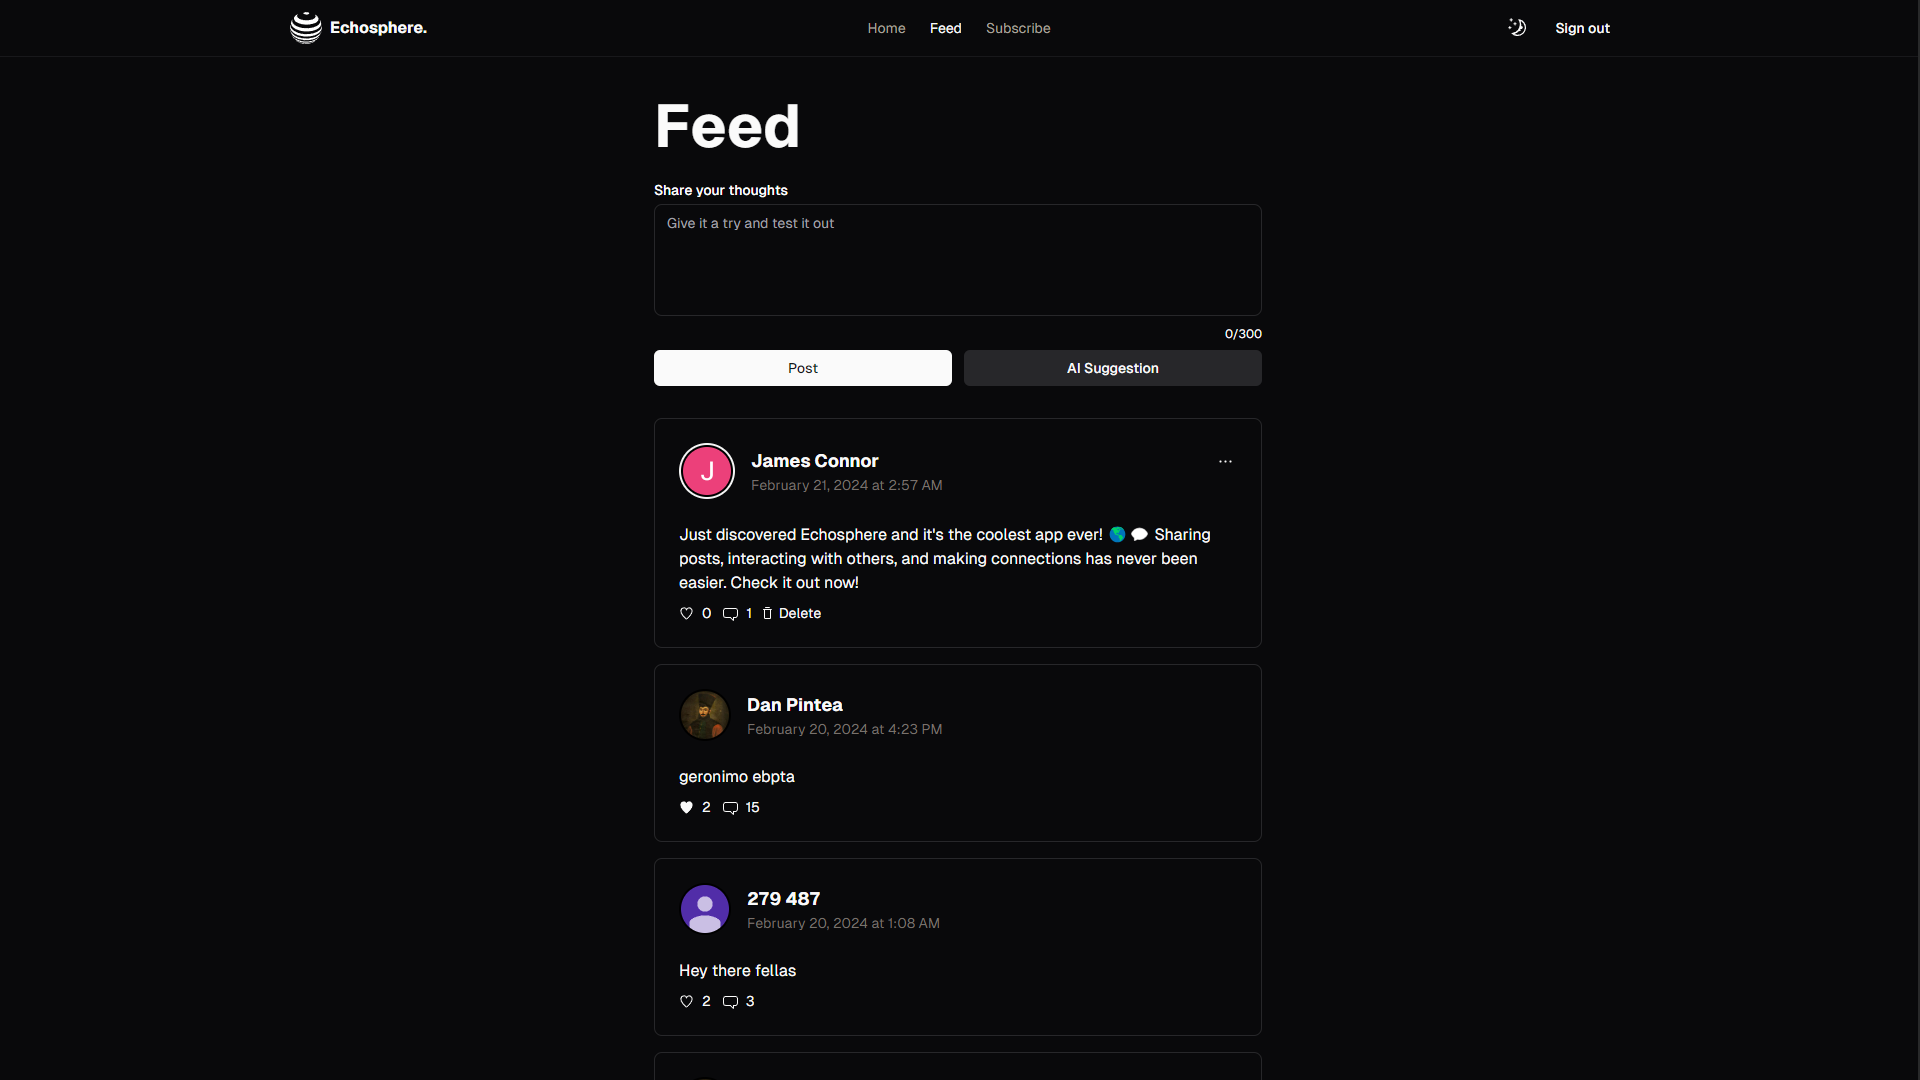 Echosphere.
Home
Feed
Subscribe
Sign out
Feed
Share your thoughts
Give it a try and test it out
0/300
Post
AI Suggestion
J
James Connor
...
February 21, 2024 at 2:57 AM
Just discovered Echosphere and it's the coolest app ever! 🌎 💬 Sharing
posts, interacting with others, and making connections has never been
easier. Check it out now!
0 1 Delete
Dan Pintea
February 20, 2024 at 4:23 PM
geronimo ebpta
2 15
279 487
February 20, 2024 at 1:08 AM
Hey there fellas
2 3